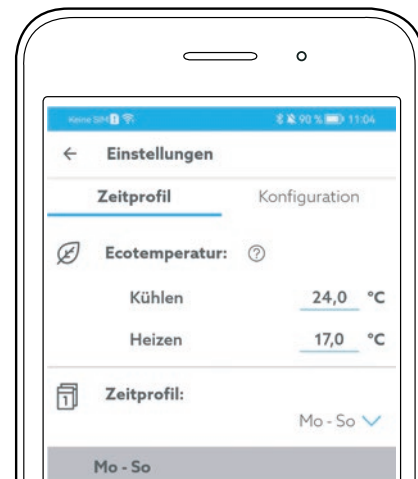 Keine SIM 90 % 11:04
Einstellungen
Zeitprofil Konfiguration
Ecotemperatur: ?
Kühlen 24,0 °C
Heizen 17,0 °C
1 Zeitprofil:
Mo - So
Mo - So